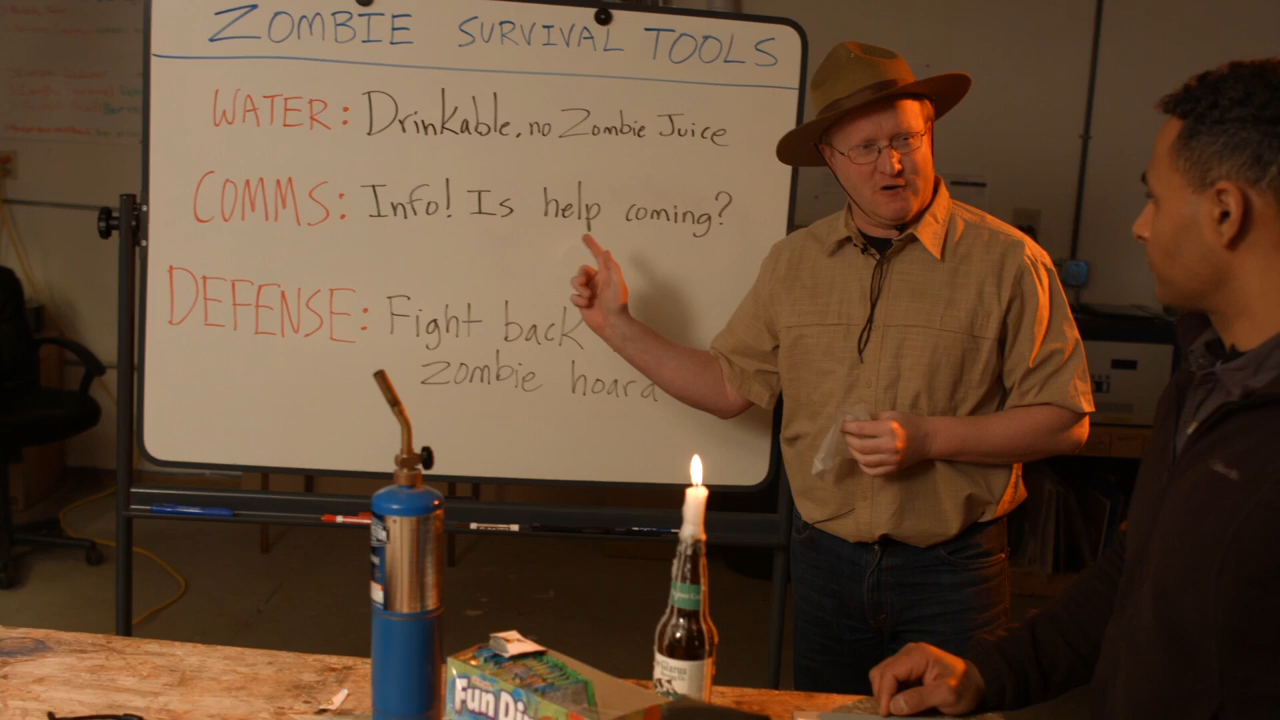 ZOMBIE SURVIVAL TOOLS
WATER: Drinkable, no Zombie Juice
COMMS: Info! Is help coming?
DEFENSE: Fight back
zombie hoard
Fun Di